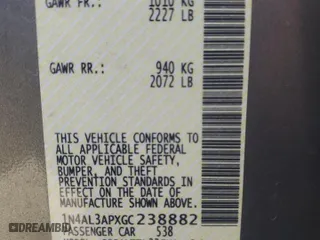 GAWR FR.: 1010 KG
2227 LB
GAWR RR.: 940 KG
2072 LB
THIS VEHICLE CONFORMS TO
ALL APPLICABLE FEDERAL
MOTOR VEHICLE SAFETY,
BUMPER, AND THEFT
PREVENTION STANDARDS IN
EFFECT ON THE DATE OF
MANUFACTURE SHOWN ABOVE.
1N4AL3APXGC238882
PASSENGER CAR 538
DREAMBID